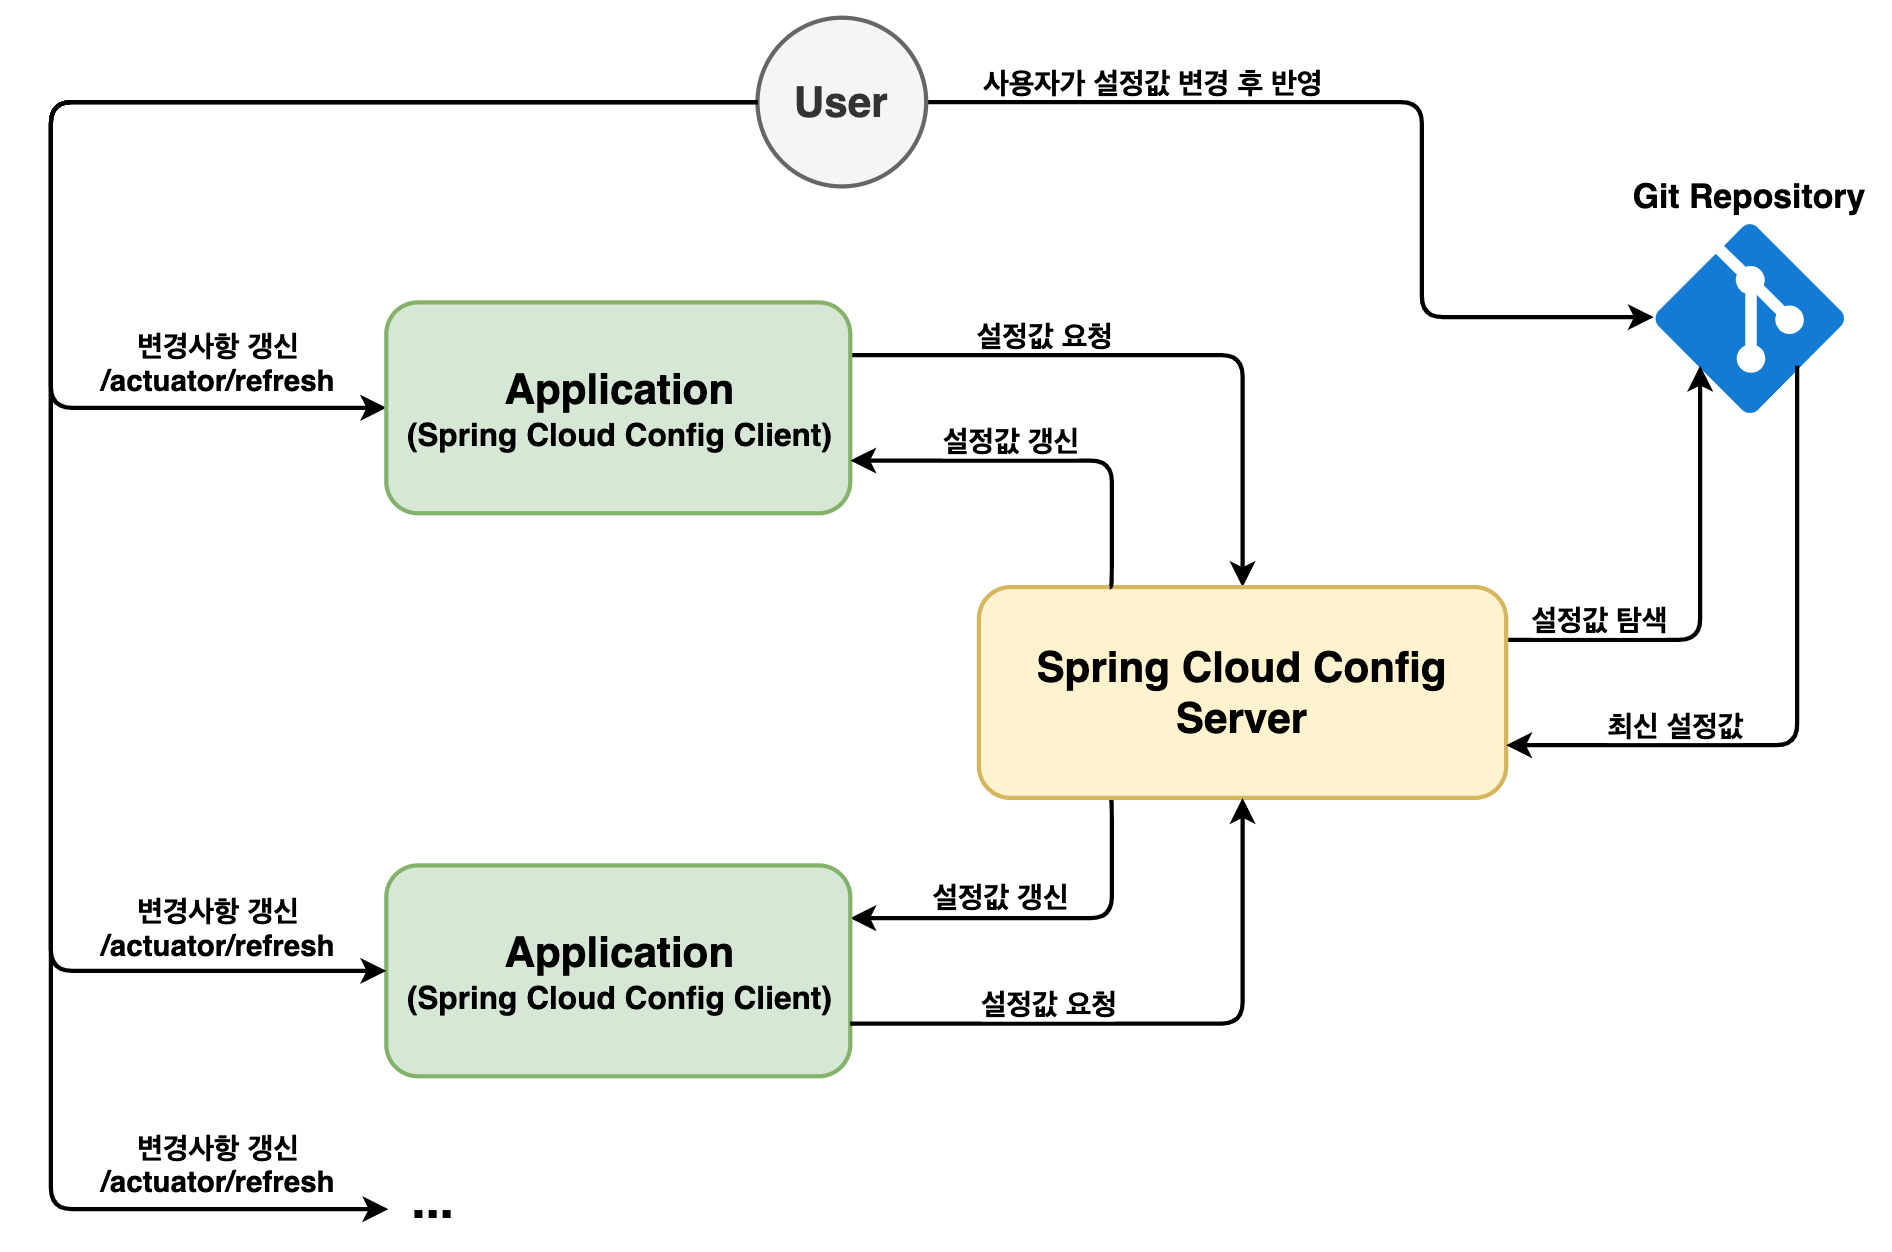 User
사용자가 설정값 변경 후 반영
Git Repository
변경사항 갱신
/actuator/refresh
Application
(Spring Cloud Config Client)
설정값 요청
설정값 갱신
Spring Cloud Config
Server
설정값 탐색
최신 설정값
변경사항 갱신
/actuator/refresh
Application
(Spring Cloud Config Client)
설정값 갱신
설정값 요청
변경사항 갱신
/actuator/refresh
...